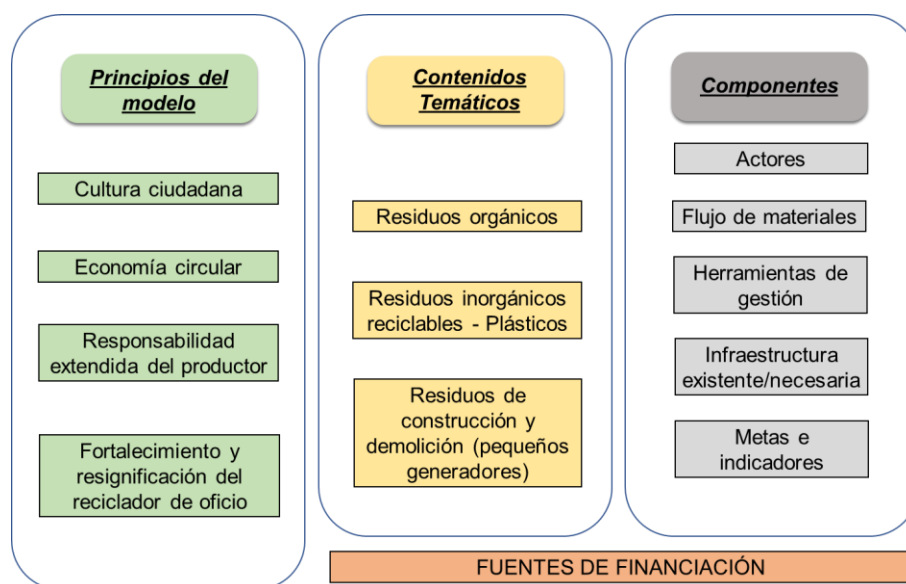 Principios del
modelo
Cultura ciudadana
Economía circular
Responsabilidad
extendida del productor
Fortalecimiento y
resignificación del
reciclador de oficio
Contenidos
Temáticos
Residuos orgánicos
Residuos inorgánicos
reciclables - Plásticos
Residuos de
construcción y
demolición (pequeños
generadores)
Componentes
Actores
Flujo de materiales
Herramientas de
gestión
Infraestructura
existente/necesaria
Metas e
indicadores
FUENTES DE FINANCIACIÓN